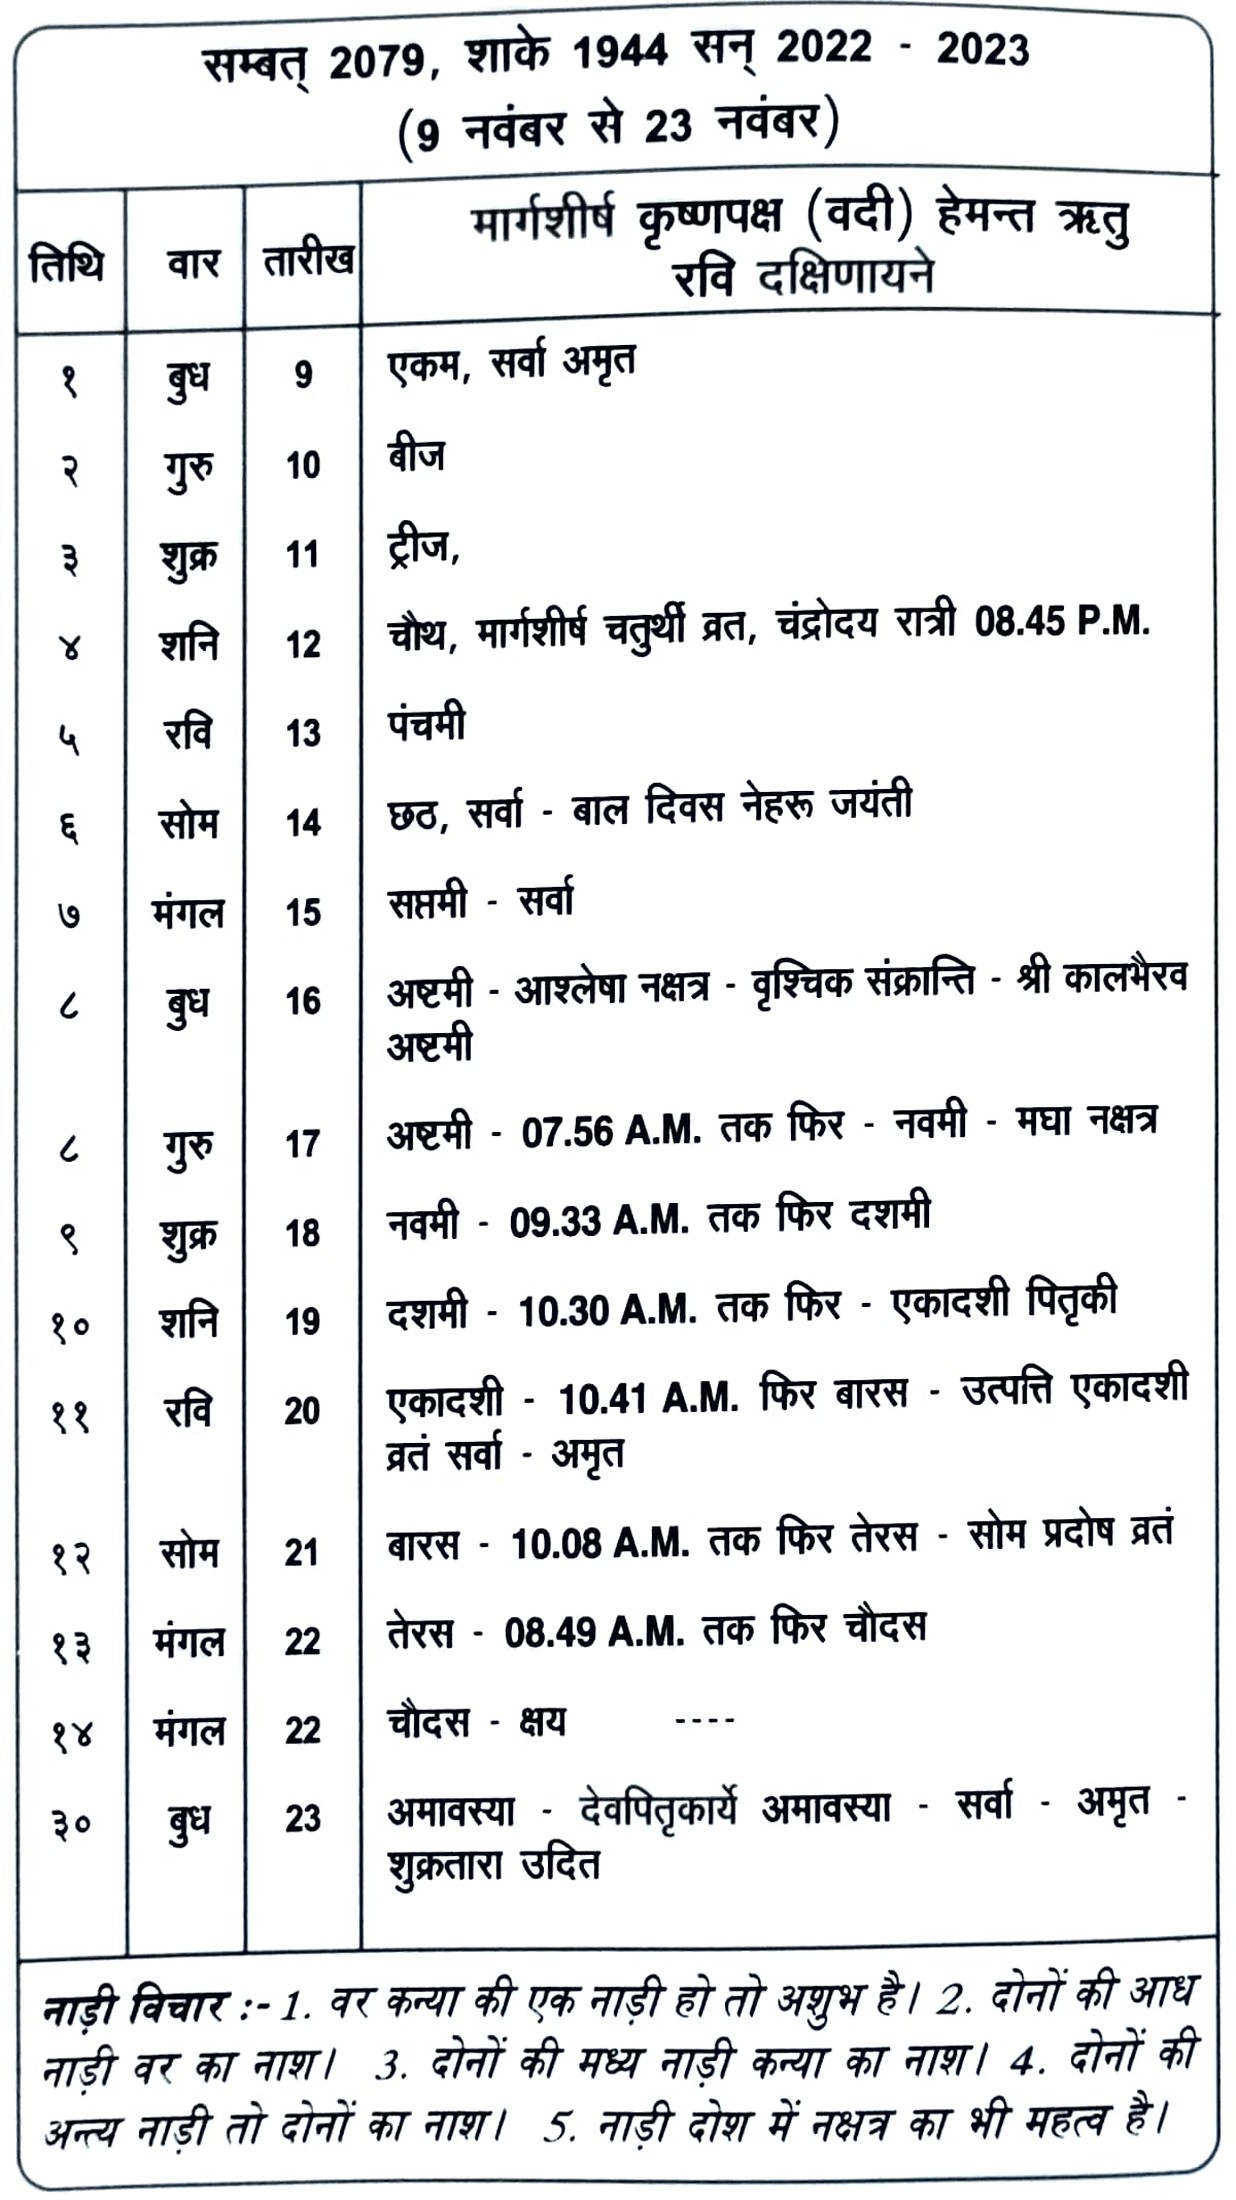 सम्बत् 2079, शाके 1944 सन् 2022 - 2023
(9 नवंबर से 23 नवंबर)
तिथि वार तारीख मार्गशीर्ष कृष्णपक्ष (वदी) हेमन्त ऋतु
रवि दक्षिणायने
१ बुध 9 एकम, सर्वा अमृत
२ गुरु 10 बीज
३ शुक्र 11 ट्रीज,
४ शनि 12 चौथ, मार्गशीर्ष चतुर्थी व्रत, चंद्रोदय रात्री 08.45 P.M.
५ रवि 13 पंचमी
६ सोम 14 छठ, सर्वा - बाल दिवस नेहरू जयंती
७ मंगल 15 सप्तमी - सर्वा
८ बुध 16 अष्टमी - आश्लेषा नक्षत्र - वृश्चिक संक्रान्ति - श्री कालभैरव
अष्टमी
८ गुरु 17 अष्टमी - 07.56 A.M. तक फिर - नवमी - मघा नक्षत्र
९ शुक्र 18 नवमी - 09.33 A.M. तक फिर दशमी
१० शनि 19 दशमी - 10.30 A.M. तक फिर - एकादशी पितृकी
११ रवि 20 एकादशी - 10.41 A.M. फिर बारस - उत्पत्ति एकादशी
व्रतं सर्वा - अमृत
१२ सोम 21 बारस - 10.08 A.M. तक फिर तेरस - सोम प्रदोष व्रतं
१३ मंगल 22 तेरस - 08.49 A.M. तक फिर चौदस
१४ मंगल 22 चौदस - क्षय ----
३० बुध 23 अमावस्या - देवपितृकार्ये अमावस्या - सर्वा - अमृत -
शुक्रतारा उदित
नाड़ी विचार :- 1. वर कन्या की एक नाड़ी हो तो अशुभ है। 2. दोनों की आध
नाड़ी वर का नाश। 3. दोनों की मध्य नाड़ी कन्या का नाश। 4. दोनों की
अन्त्य नाड़ी तो दोनों का नाश। 5. नाड़ी दोश में नक्षत्र का भी महत्व है।